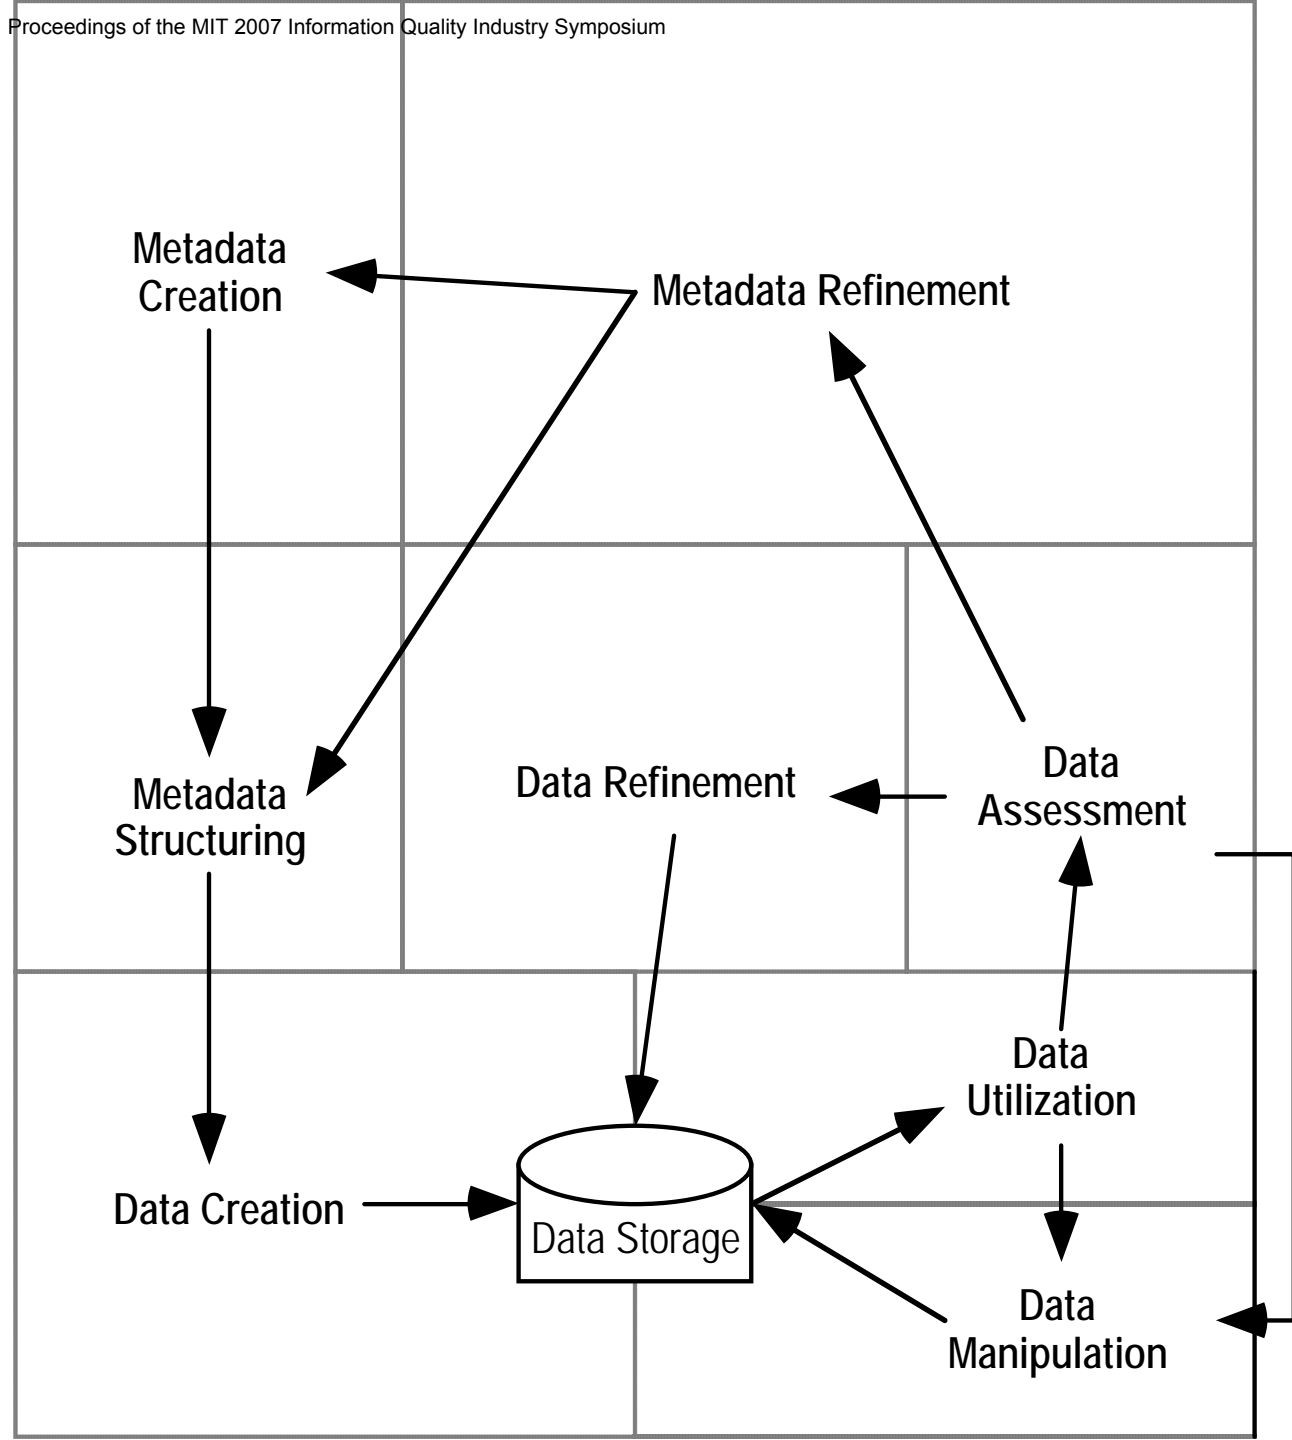 Proceedings of the MIT 2007 Information Quality Industry Symposium
Metadata
Creation
Metadata Refinement
Metadata
Structuring
Data Refinement
Data
Assessment
Data
Utilization
Data Creation
Data Storage
Data
Manipulation